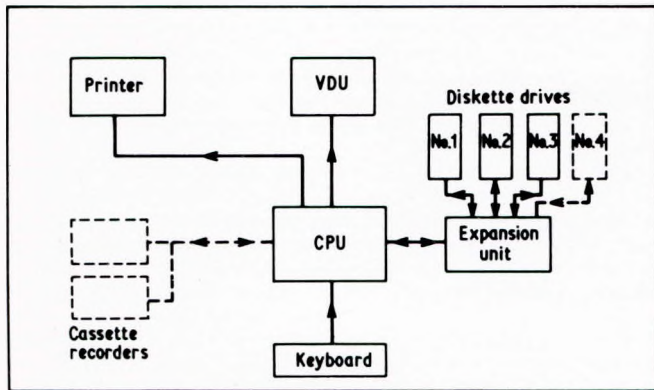 Printer
VDU
Diskette drives
No.1 No.2 No.3 No.4
CPU
Expansion
unit
Cassette
recorders
Keyboard